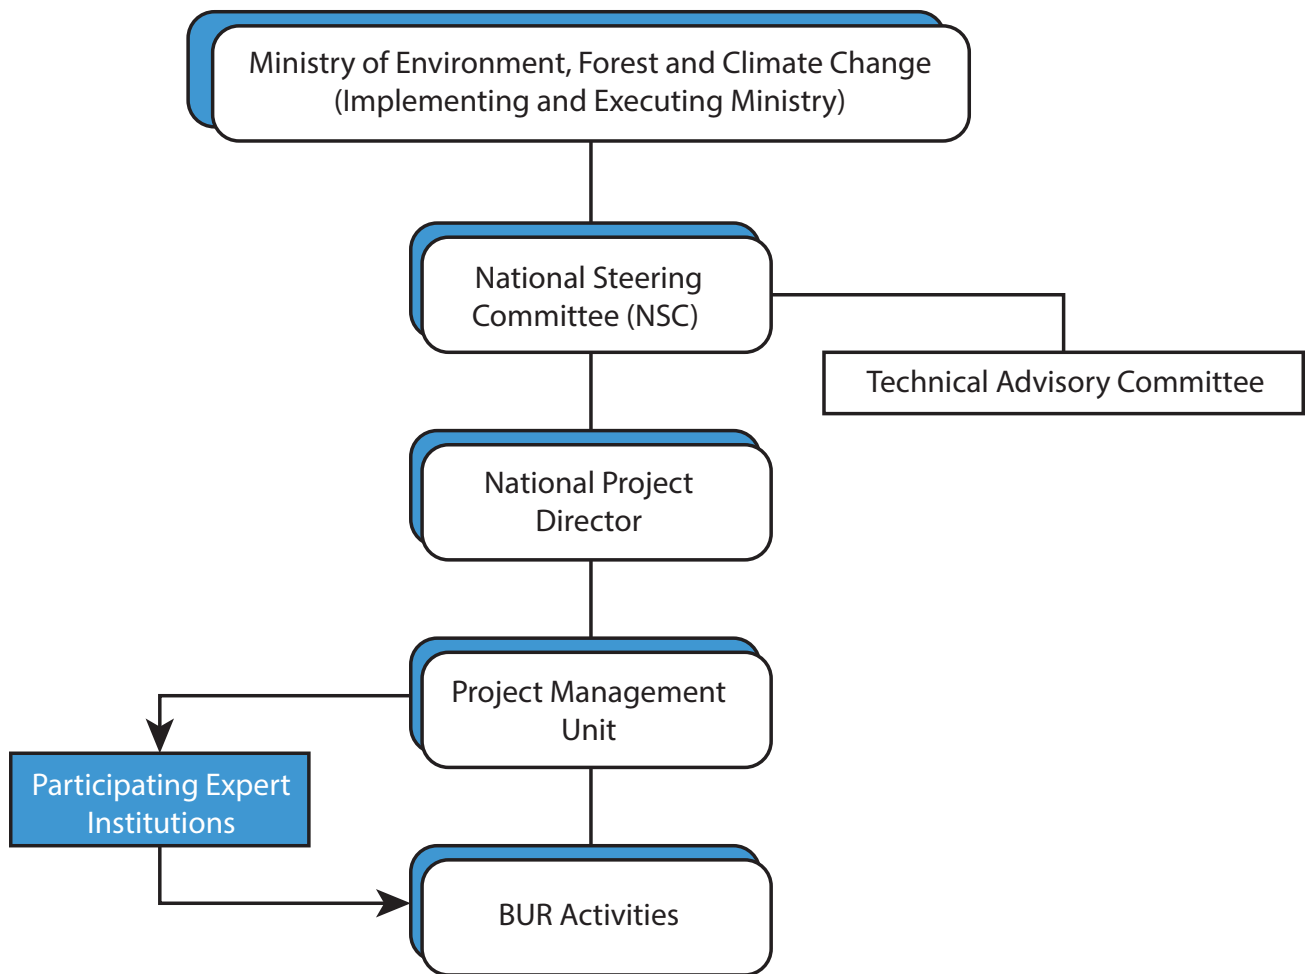 Ministry of Environment, Forest and Climate Change
(Implementing and Executing Ministry)
National Steering
Committee (NSC)
Technical Advisory Committee
National Project
Director
Project Management
Unit
Participating Expert
Institutions
BUR Activities